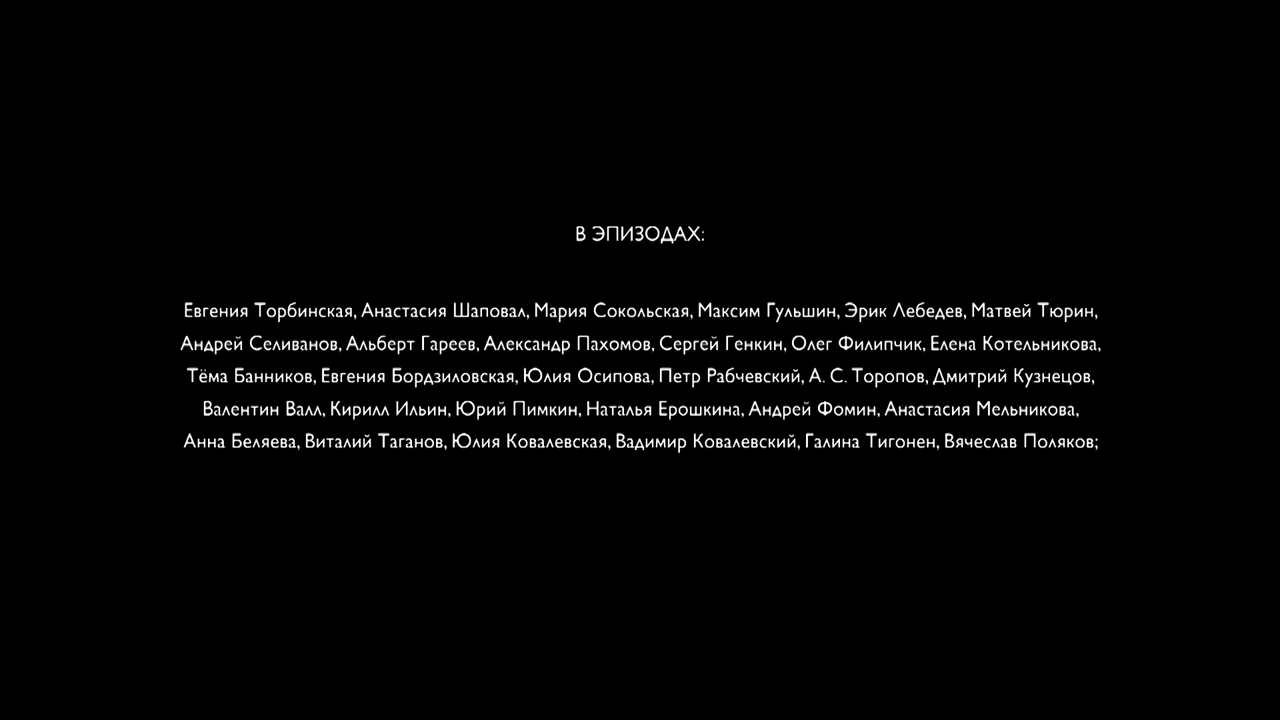 В ЭПИЗОДАХ:
Евгения Торбинская, Анастасия Шаповал, Мария Сокольская, Максим Гульшин, Эрик Лебедев, Матвей Тюрин,
Андрей Селиванов, Альберт Гареев, Александр Пахомов, Сергей Генкин, Олег Филипчик, Елена Котельникова,
Тёма Банников, Евгения Бордзиловская, Юлия Осипова, Петр Рабчевский, А. С. Торопов, Дмитрий Кузнецов,
Валентин Валл, Кирилл Ильин, Юрий Пимкин, Наталья Ерошкина, Андрей Фомин, Анастасия Мельникова,
Анна Беляева, Виталий Таганов, Юлия Ковалевская, Вадимир Ковалевский, Галина Тигонен, Вячеслав Поляков;